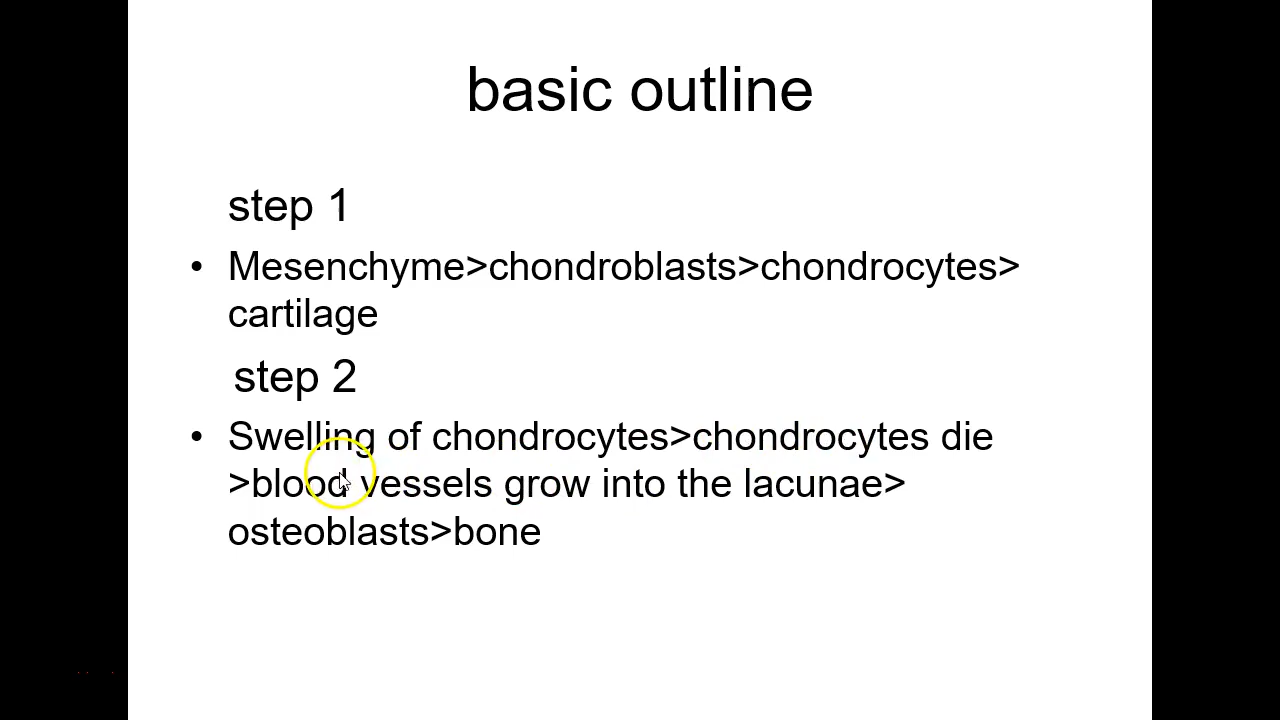 basic outline
step 1
• Mesenchyme>chondroblasts>chondrocytes>
cartilage
step 2
• Swelling of chondrocytes>chondrocytes die
>blood vessels grow into the lacunae>
osteoblasts>bone